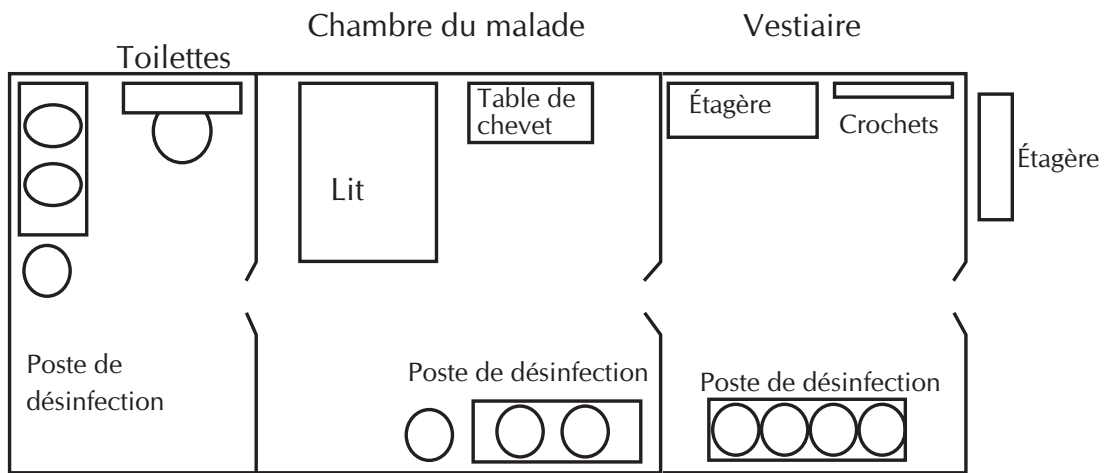 Chambre du malade
Vestiaire
Toilettes
Table de
chevet
Étagère
Crochets
Étagère
Lit
Poste de
désinfection
Poste de désinfection
Poste de désinfection